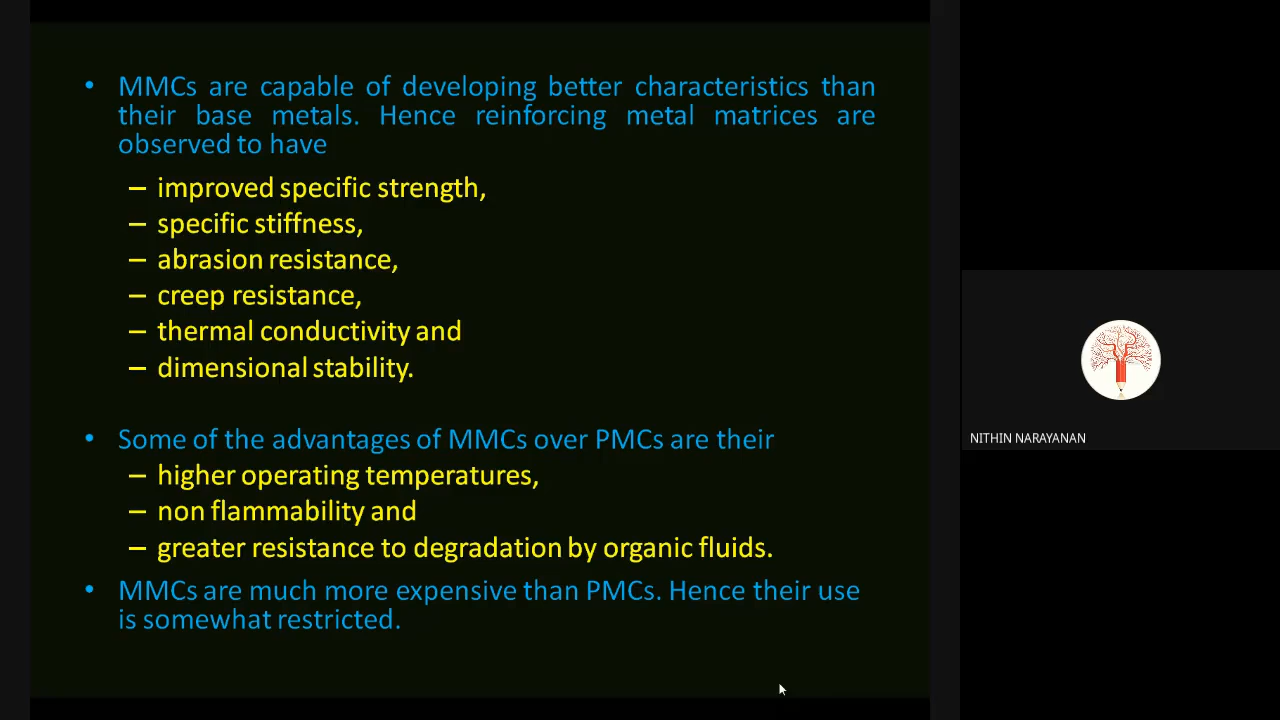 • MMCs are capable of developing better characteristics than
their base metals. Hence reinforcing metal matrices are
observed to have
– improved specific strength,
– specific stiffness,
– abrasion resistance,
– creep resistance,
– thermal conductivity and
– dimensional stability.
• Some of the advantages of MMCs over PMCs are their
– higher operating temperatures,
– non flammability and
– greater resistance to degradation by organic fluids.
• MMCs are much more expensive than PMCs. Hence their use
is somewhat restricted.
NITHIN NARAYANAN